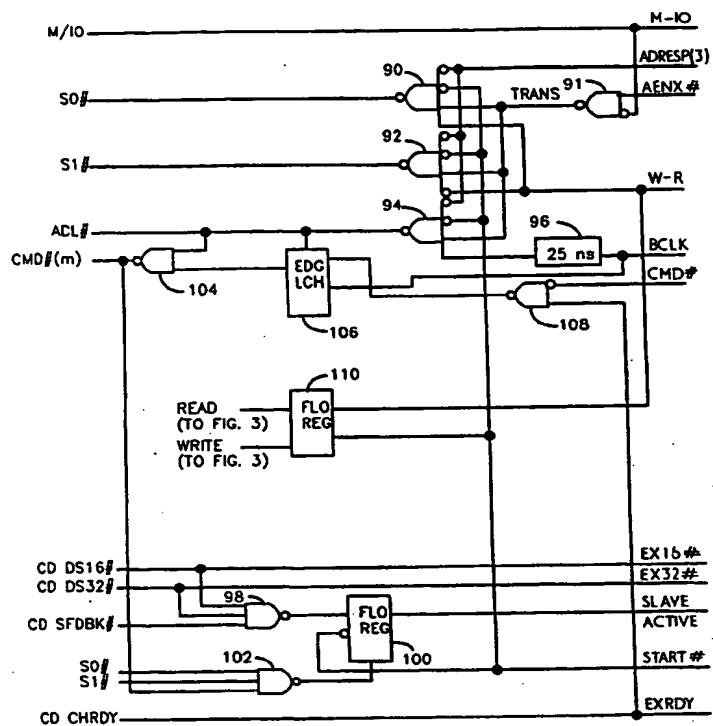 M/IO
M-IO
90
ADRESP(3)
91
TRANS
AENX#
S0#
92
S1#
W-R
94
96
ADL#
25 ns
BCLK
CMD#(m)
EDG
LCH
CMD#
104
108
106
110
READ
(TO FIG. 3)
FLO
REG
WRITE
(TO FIG. 3)
CD DS16#
EX16#
CD DS32#
EX32#
98
FLO
REG
SLAVE
ACTIVE
CD SFDBK#
100
102
S0#
START#
S1#
CD CHRDY
EXRDY